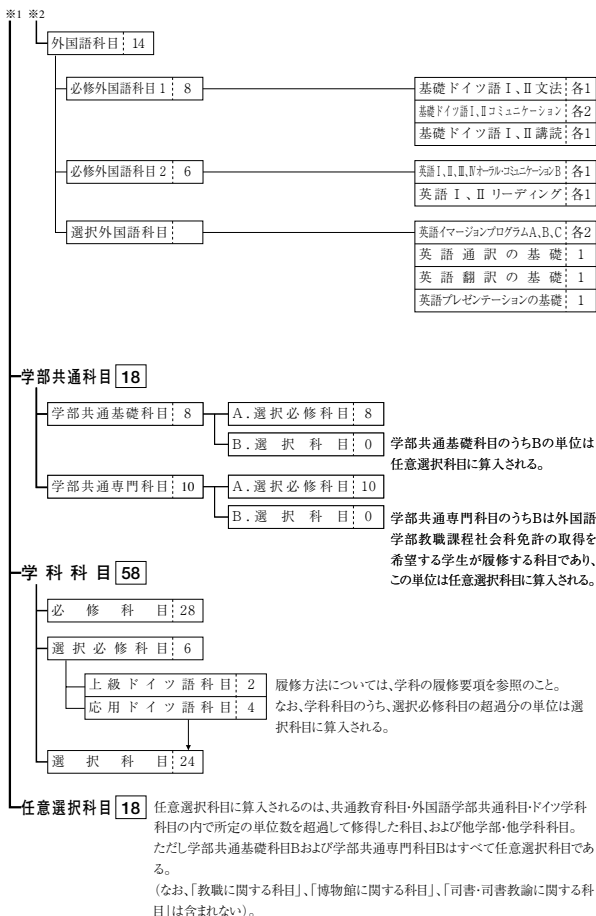 ※1 ※2
外国語科目 14
必修外国語科目1 8
基礎ドイツ語Ⅰ、Ⅱ文法 各1
基礎ドイツ語Ⅰ、Ⅱコミュニケーション 各2
基礎ドイツ語Ⅰ、Ⅱ講読 各1
必修外国語科目2 6
英語Ⅰ、Ⅱ、Ⅲ、Ⅳオーラル・コミュニケーションB 各1
英語Ⅰ、Ⅱリーディング 各1
選択外国語科目
英語イマージョンプログラムA、B、C 各2
英語通訳の基礎 1
英語翻訳の基礎 1
英語プレゼンテーションの基礎 1
学部共通科目 18
学部共通基礎科目 8
A.選択必修科目 8
B.選択科目 0
学部共通基礎科目のうちBの単位は
任意選択科目に算入される。
学部共通専門科目 10
A.選択必修科目 10
B.選択科目 0
学部共通専門科目のうちBは外国語
学部教職課程社会科免許の取得を
希望する学生が履修する科目であり、
この単位は任意選択科目に算入される。
学科科目 58
必修科目 28
選択必修科目 6
上級ドイツ語科目 2
応用ドイツ語科目 4
履修方法については、学科の履修要項を参照のこと。
なお、学科科目のうち、選択必修科目の超過分の単位は選
択科目に算入される。
選択科目 24
任意選択科目 18
任意選択科目に算入されるのは、共通教育科目・外国語学部共通科目・ドイツ学科
科目の内で所定の単位数を超過して修得した科目、および他学部・他学科科目。
ただし学部共通基礎科目Bおよび学部共通専門科目Bはすべて任意選択科目であ
る。
(なお、「教職に関する科目」、「博物館に関する科目」、「司書・司書教諭に関する科
目」は含まれない)。